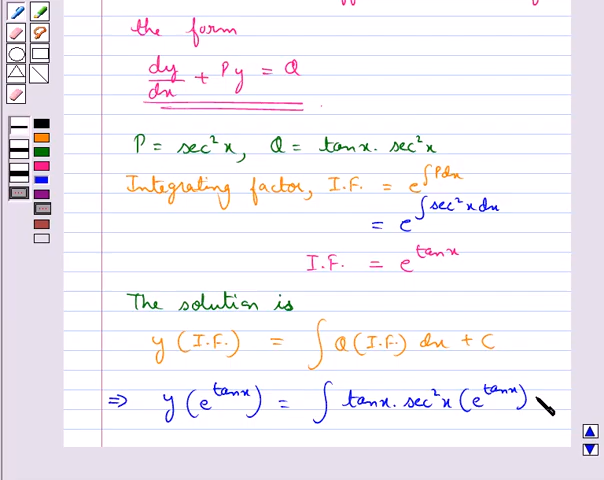 the form
dy/dx + Py = Q
P = sec²x, Q = tanx. sec²x
Integrating factor, I.F. = e^∫Pdx
= e^∫sec²x dx
I.F. = e^tanx
The solution is
y (I.F.) = ∫ Q (I.F.) dx + C
⇒ y (e^tanx) = ∫ tanx. sec²x (e^tanx)